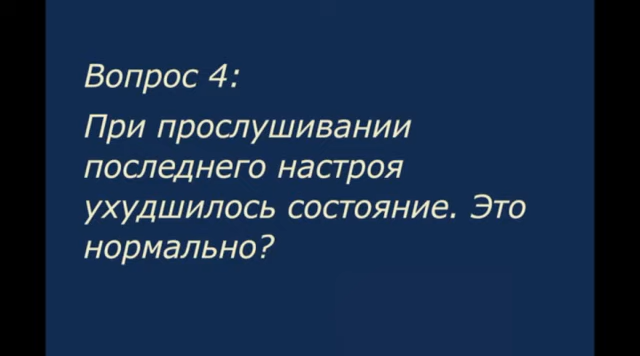 Вопрос 4:
При прослушивании
последнего настроя
ухудшилось состояние. Это
нормально?